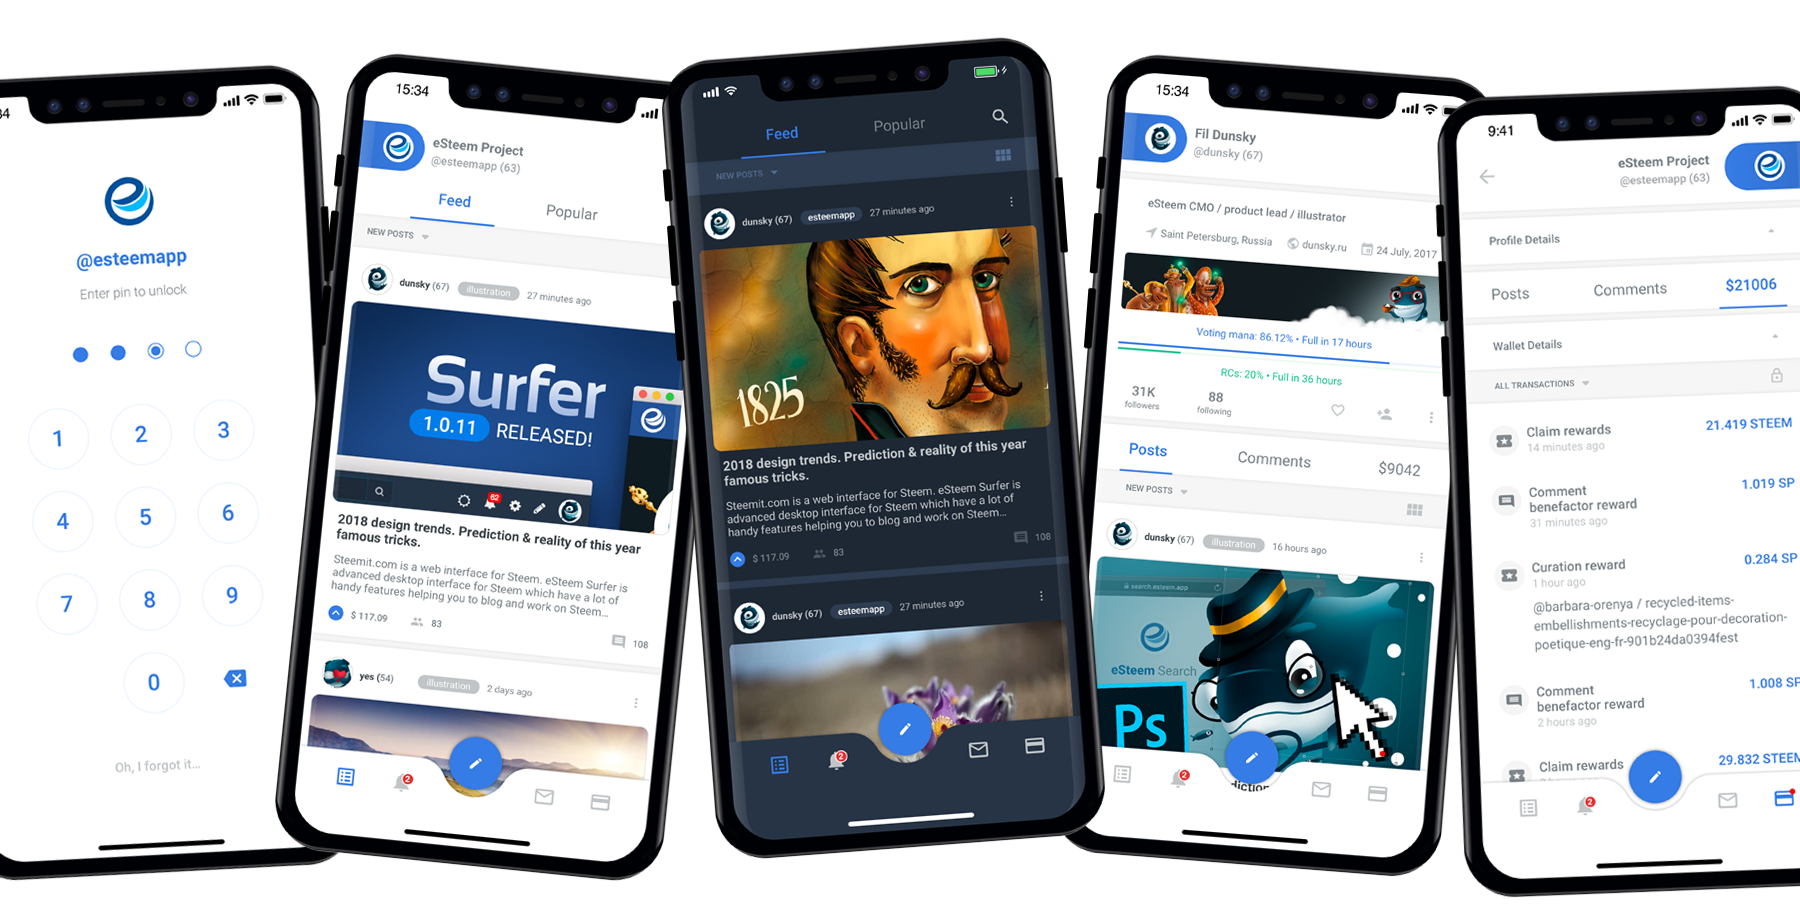 34
@esteemapp
Enter pin to unlock
1
2
3
4
5
6
7
8
9
0
Oh, I forgot it...
15:34
eSteem Project
@esteemapp (63)
Feed
Popular
NEW POSTS
dunsky (67) illustration 27 minutes ago
Surfer
1.0.11 RELEASED!
62
2018 design trends. Prediction & reality of this year
famous tricks.
Steemit.com is a web interface for Steem. eSteem Surfer is
advanced desktop interface for Steem which have a lot of
handy features helping you to blog and work on Steem...
$ 117.09
83
108
yes (54) illustration 2 days ago
2
Feed
Popular
NEW POSTS
dunsky (67) esteemapp 27 minutes ago
1825
2018 design trends. Prediction & reality of this year
famous tricks.
Steemit.com is a web interface for Steem. eSteem Surfer is
advanced desktop interface for Steem which have a lot of
handy features helping you to blog and work on Steem...
$ 117.09
83
108
dunsky (67) esteemapp 27 minutes ago
2
15:34
Fil Dunsky
@dunsky (67)
eSteem CMO / product lead / illustrator
Saint Petersburg, Russia dunsky.ru 24 July, 2017
Voting mana: 86.12% • Full in 17 hours
RCs: 20% • Full in 36 hours
31K
followers
88
following
Posts
Comments
$9042
NEW POSTS
dunsky (67) illustration 16 hours ago
search.esteem.app
eSteem Search
Ps
diction
2
9:41
eSteem Project
@esteemapp (63)
Profile Details
Posts
Comments
$21006
Wallet Details
ALL TRANSACTIONS
Claim rewards
14 minutes ago
21.419 STEEM
Comment
benefactor reward
31 minutes ago
1.019 SP
Curation reward
1 hour ago
0.284 SP
@barbara-orenya / recycled-items-
embellishments-recyclage-pour-decoration-
poetique-eng-fr-901b24da0394fest
Comment
benefactor reward
2 hours ago
1.008 SP
Claim rewards
29.832 STEEM
2